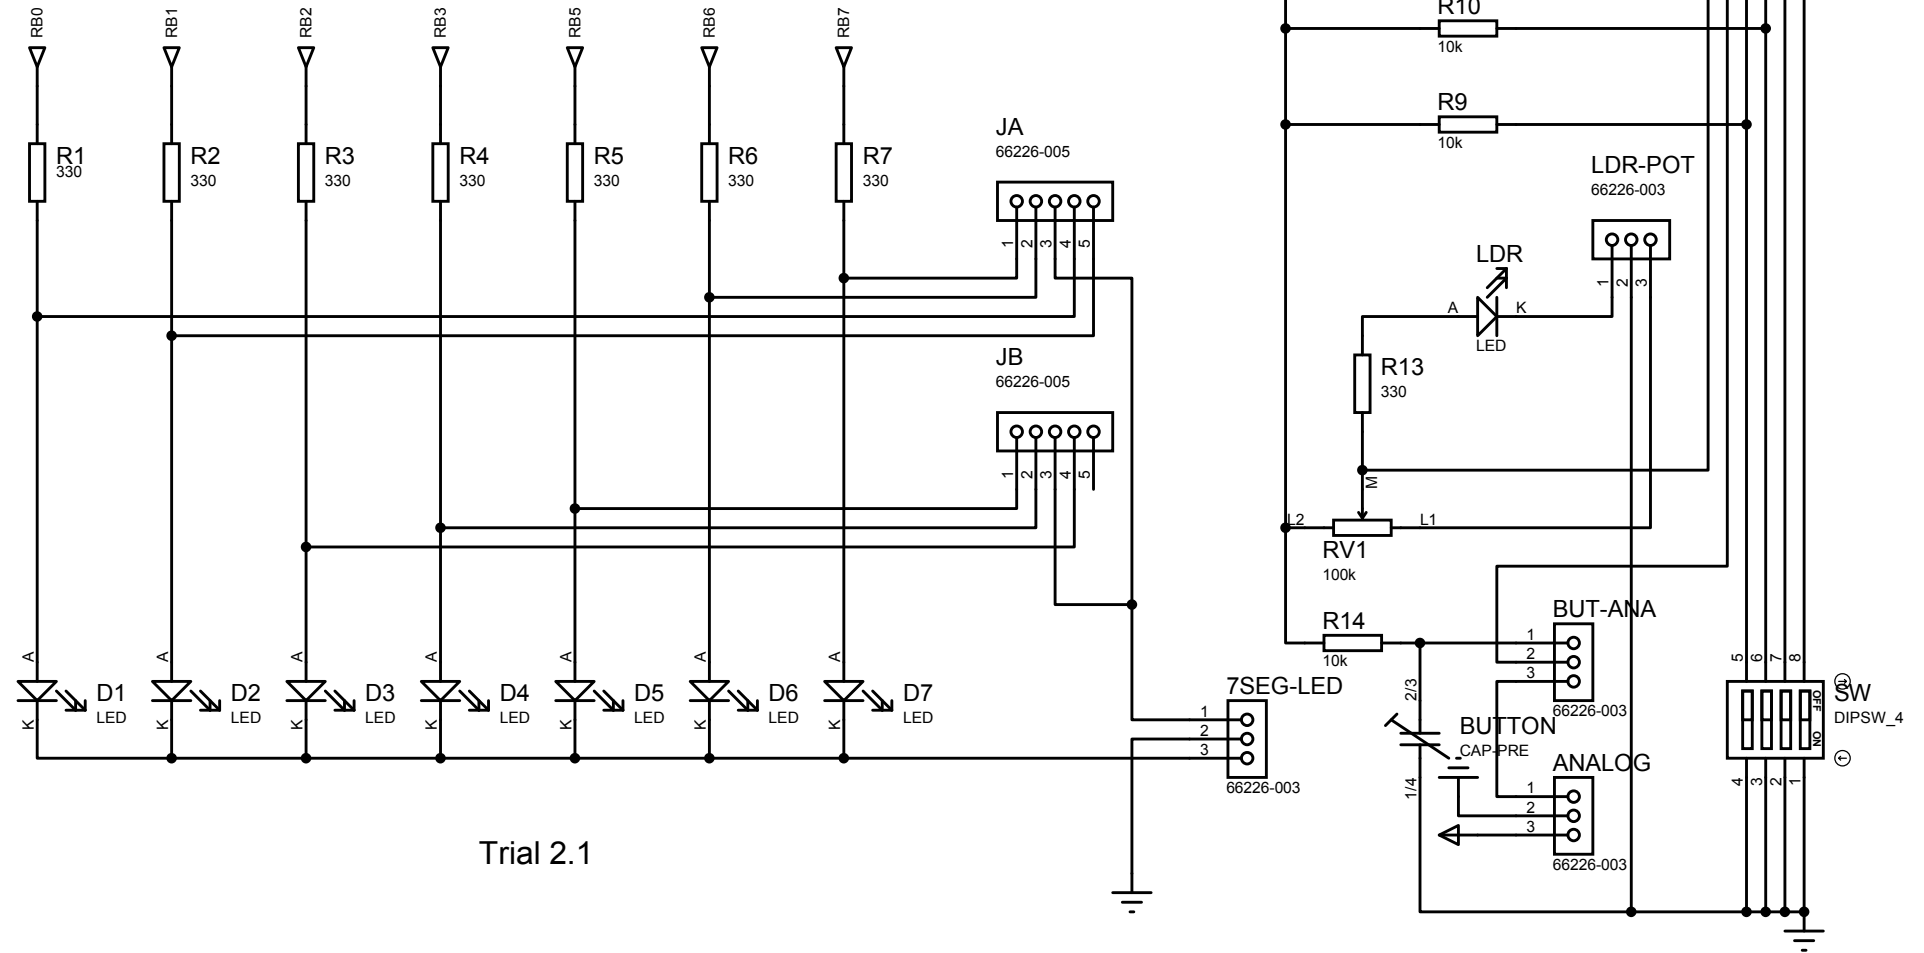 RB0 RB1 RB2 RB3 RB5 RB6 RB7
R10
10k
R9
10k
R1
330
R2
330
R3
330
R4
330
R5
330
R6
330
R7
330
JA
66226-005
1 2 3 4 5
LDR-POT
66226-003
1 2 3
LDR
A K
LED
JB
66226-005
1 2 3 4 5
R13
330
M
L2 L1
RV1
100k
R14
10k
BUT-ANA
1
2
3
66226-003
A A A A A A A
D1
LED
D2
LED
D3
LED
D4
LED
D5
LED
D6
LED
D7
LED
K K K K K K K
7SEG-LED
1
2
3
66226-003
2/3
BUTTON
CAP-PRE
1/4
ANALOG
1
2
3
66226-003
5 6 7 8
OFF
ON
SW
DIPSW_4
4 3 2 1
Trial 2.1